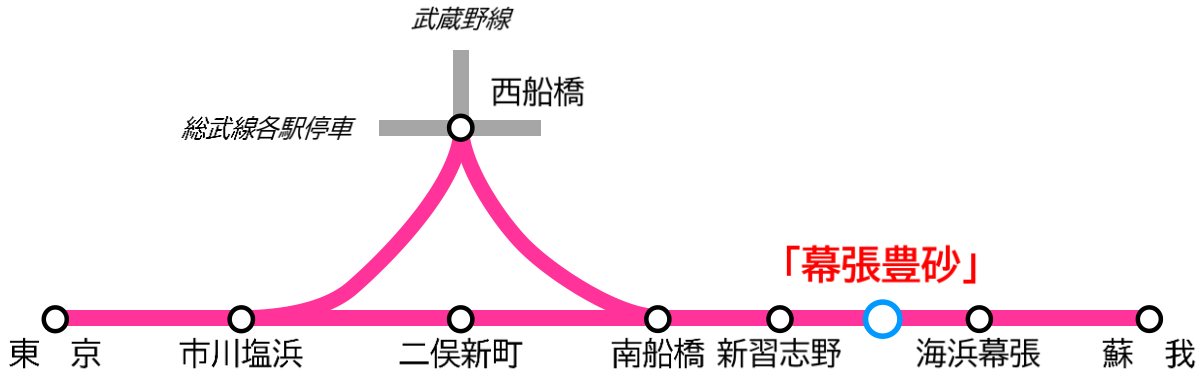 武蔵野線
西船橋
総武線各駅停車
「幕張豊砂」
東　京
市川塩浜
二俣新町
南船橋
新習志野
海浜幕張
蘇　我